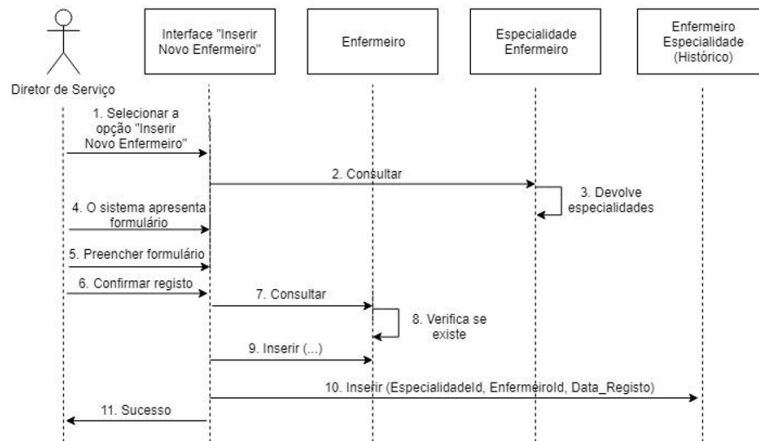 Interface "Inserir
Novo Enfermeiro"
Enfermeiro
Especialidade
Enfermeiro
Enfermeiro
Especialidade
(Histórico)
Diretor de Serviço
1. Selecionar a
opção "Inserir
Novo Enfermeiro"
2. Consultar
3. Devolve
especialidades
4. O sistema apresenta
formulário
5. Preencher formulário
6. Confirmar registo
7. Consultar
8. Verifica se
existe
9. Inserir (...)
10. Inserir (EspecialidadeId, EnfermeiroId, Data_Registo)
11. Sucesso